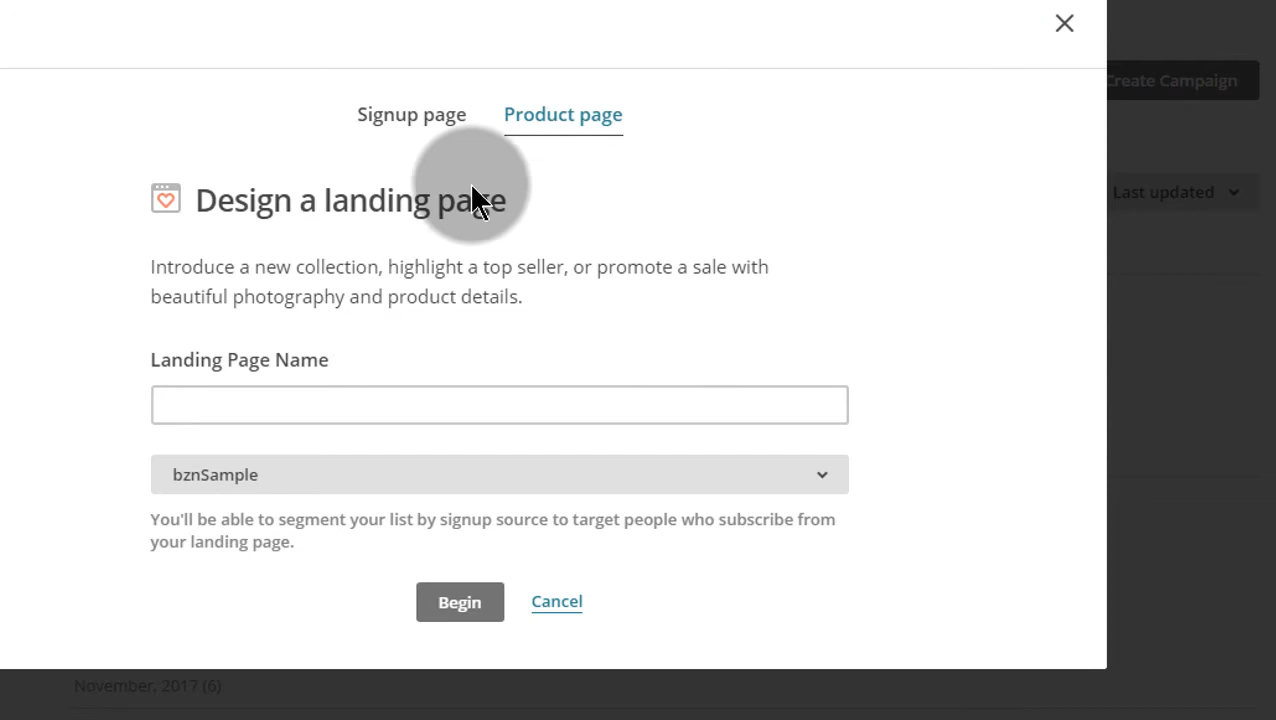 Create Campaign
Signup page Product page
Last updated
Design a landing page
Introduce a new collection, highlight a top seller, or promote a sale with
beautiful photography and product details.
Landing Page Name
bznSample
You'll be able to segment your list by signup source to target people who subscribe from
your landing page.
Begin Cancel
November, 2017 (6)